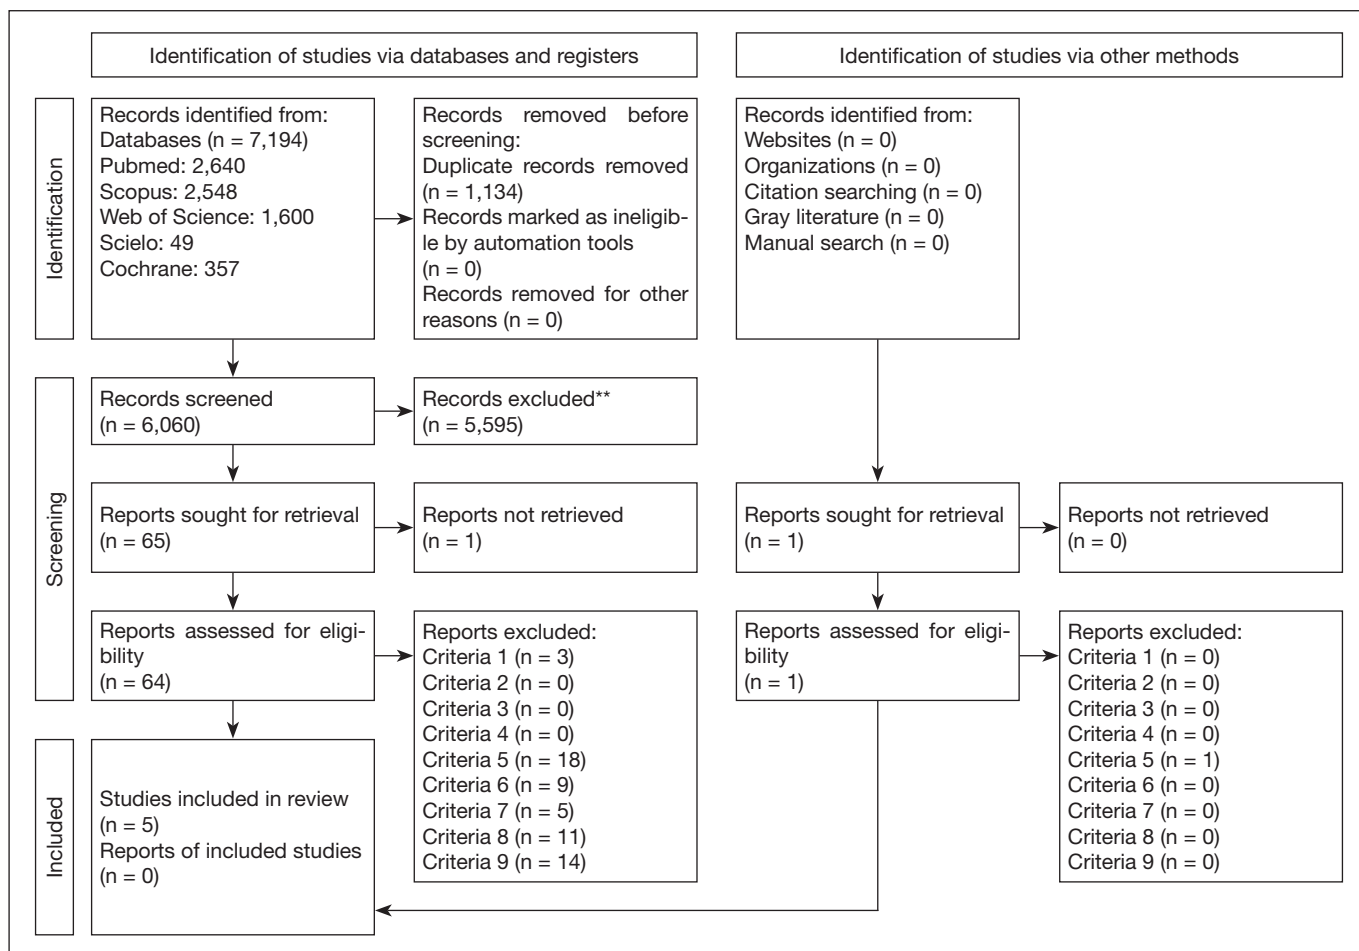 Identification of studies via databases and registers
Identification of studies via other methods
Identification
Records identified from:
Databases (n = 7,194)
Pubmed: 2,640
Scopus: 2,548
Web of Science: 1,600
Scielo: 49
Cochrane: 357
Records removed before
screening:
Duplicate records removed
(n = 1,134)
Records marked as ineligib-
le by automation tools
(n = 0)
Records removed for other
reasons (n = 0)
Records identified from:
Websites (n = 0)
Organizations (n = 0)
Citation searching (n = 0)
Gray literature (n = 0)
Manual search (n = 0)
Screening
Records screened
(n = 6,060)
Records excluded**
(n = 5,595)
Reports sought for retrieval
(n = 65)
Reports not retrieved
(n = 1)
Reports sought for retrieval
(n = 1)
Reports not retrieved
(n = 0)
Reports assessed for eligi-
bility
(n = 64)
Reports excluded:
Criteria 1 (n = 3)
Criteria 2 (n = 0)
Criteria 3 (n = 0)
Criteria 4 (n = 0)
Criteria 5 (n = 18)
Criteria 6 (n = 9)
Criteria 7 (n = 5)
Criteria 8 (n = 11)
Criteria 9 (n = 14)
Reports assessed for eligi-
bility
(n = 1)
Reports excluded:
Criteria 1 (n = 0)
Criteria 2 (n = 0)
Criteria 3 (n = 0)
Criteria 4 (n = 0)
Criteria 5 (n = 1)
Criteria 6 (n = 0)
Criteria 7 (n = 0)
Criteria 8 (n = 0)
Criteria 9 (n = 0)
Included
Studies included in review
(n = 5)
Reports of included studies
(n = 0)